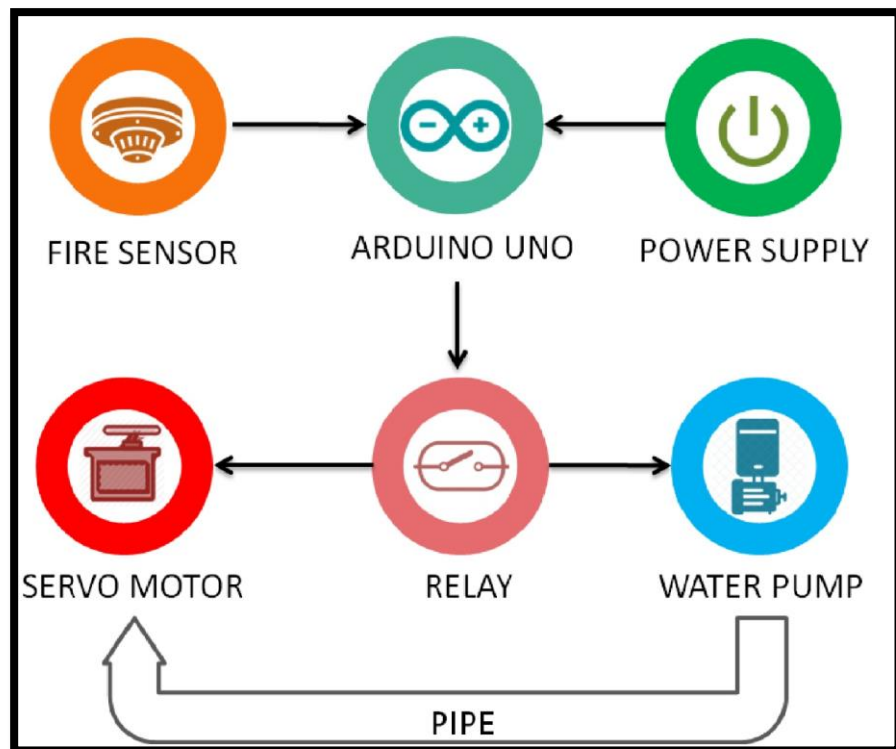 FIRE SENSOR
ARDUINO UNO
POWER SUPPLY
SERVO MOTOR
RELAY
WATER PUMP
PIPE